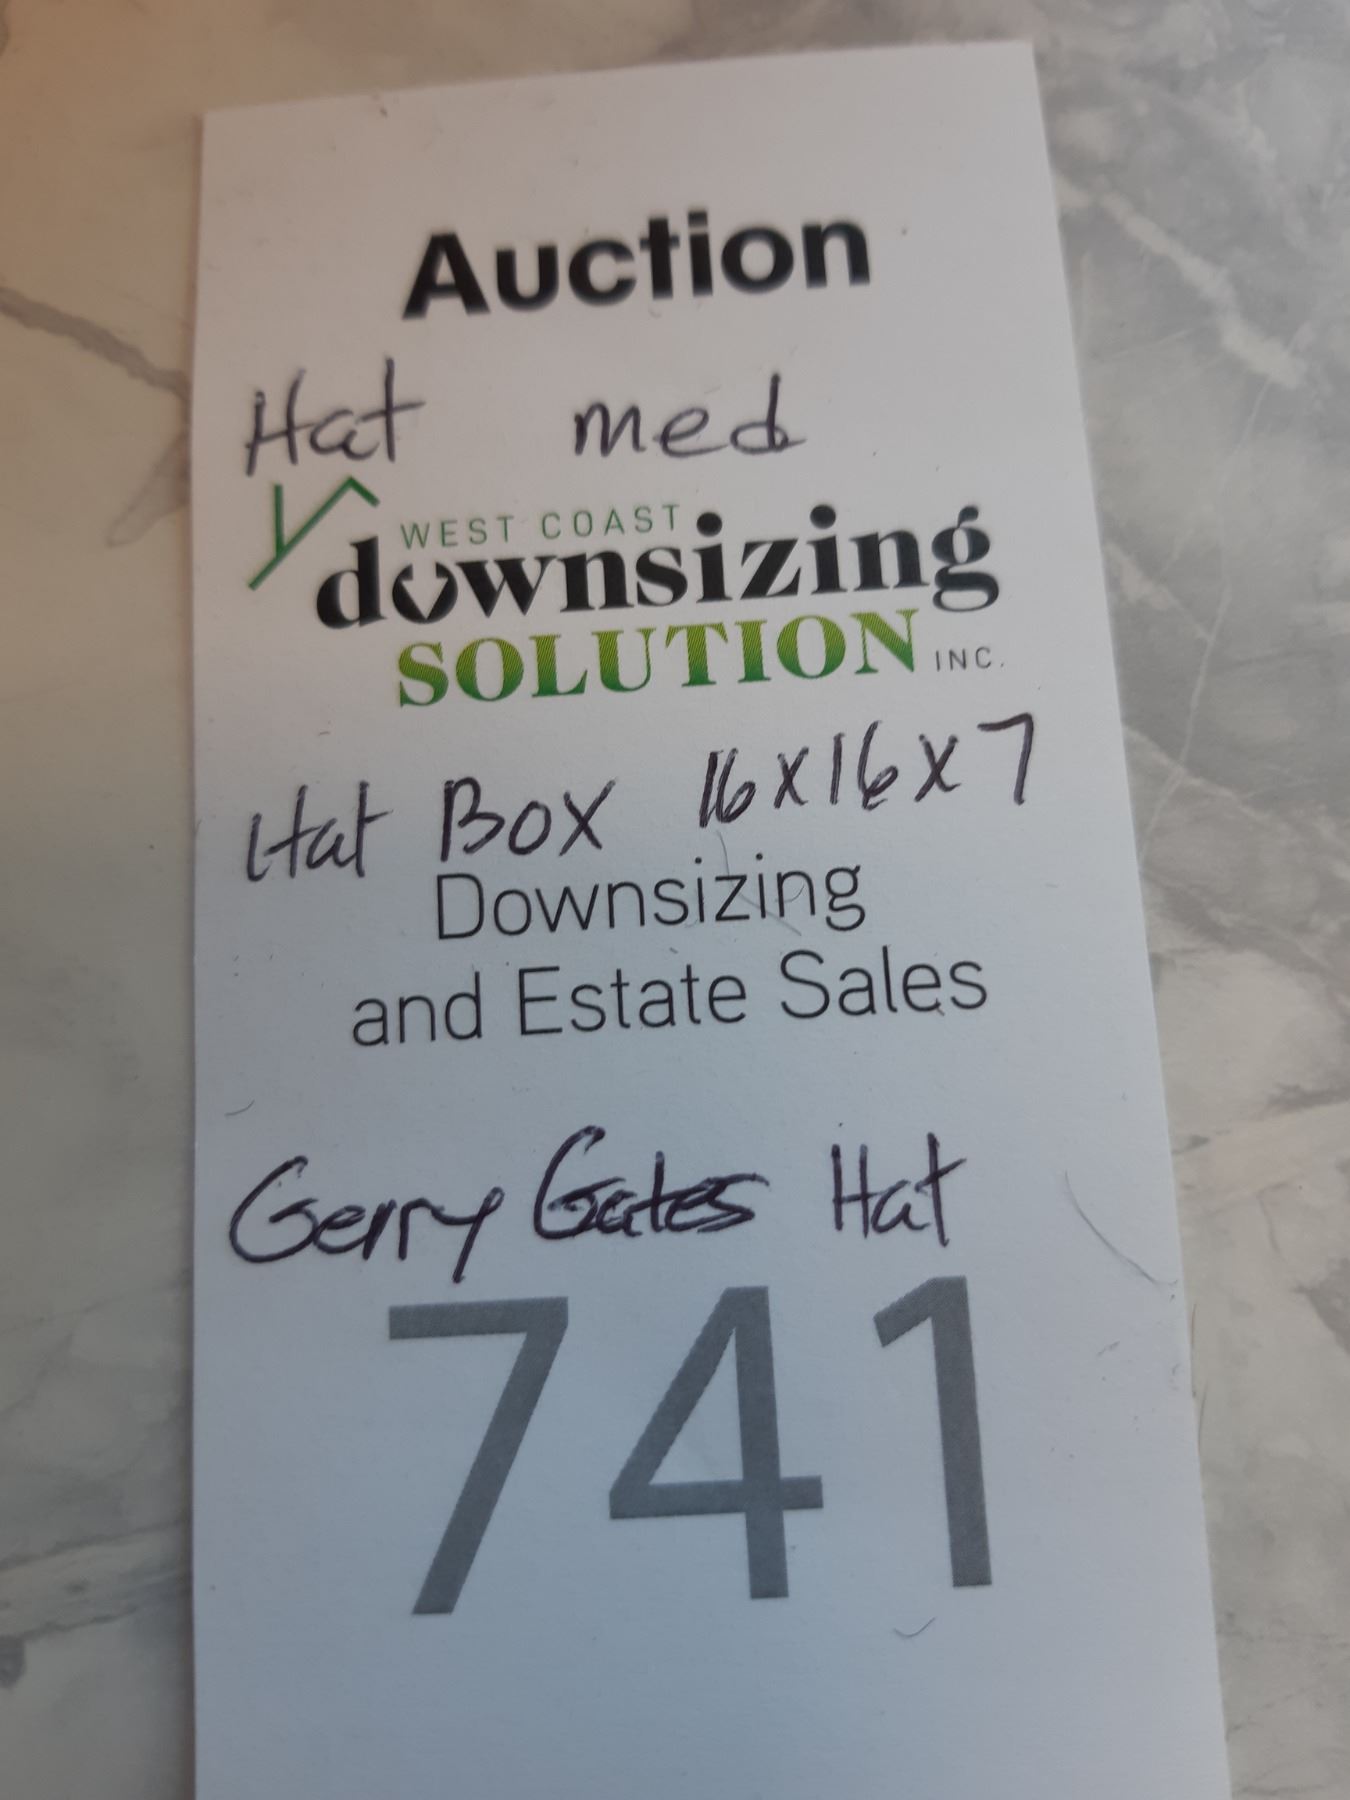 Auction
Hat med
WEST COAST
downsizing
SOLUTION INC.
Hat Box 16x16x7
Downsizing
and Estate Sales
Gerry Gates Hat
741